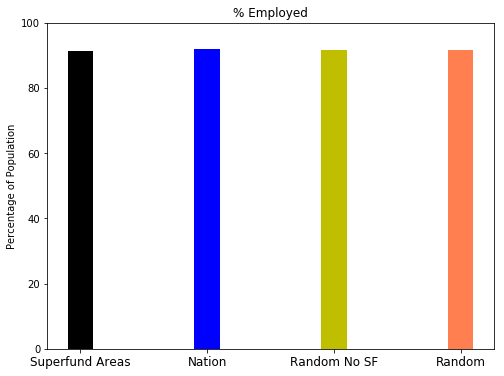 % Employed
Percentage of Population
100
80
60
40
20
0
Superfund Areas
Nation
Random No SF
Random